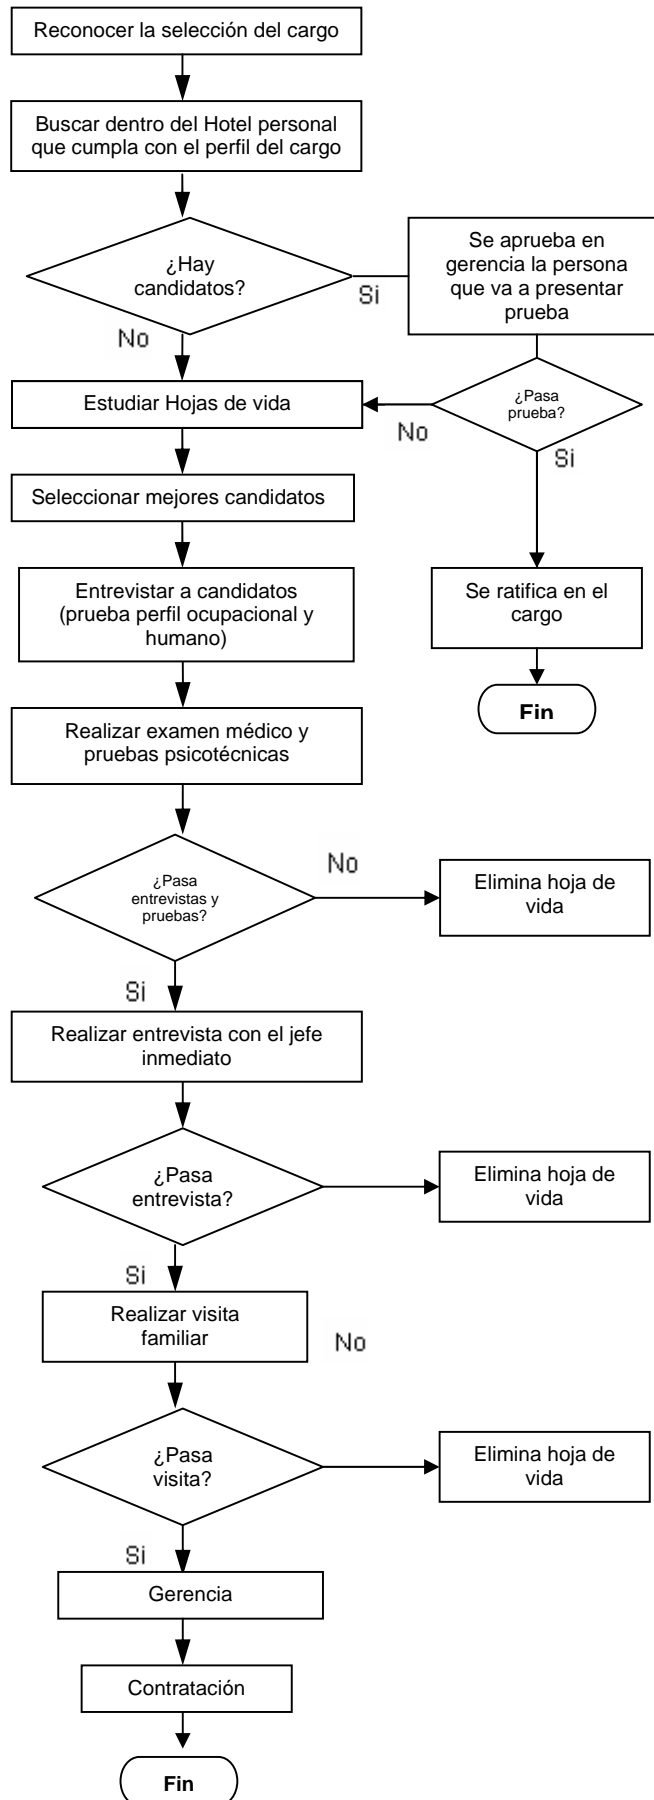 Reconocer la selección del cargo
Buscar dentro del Hotel personal
que cumpla con el perfil del cargo
¿Hay
candidatos?
Si
Se aprueba en
gerencia la persona
que va a presentar
prueba
No
Estudiar Hojas de vida
¿Pasa
prueba?
No
Si
Seleccionar mejores candidatos
Entrevistar a candidatos
(prueba perfil ocupacional y
humano)
Se ratifica en el
cargo
Fin
Realizar examen médico y
pruebas psicotécnicas
¿Pasa
entrevistas y
pruebas?
No
Elimina hoja de
vida
Si
Realizar entrevista con el jefe
inmediato
¿Pasa
entrevista?
Elimina hoja de
vida
Si
Realizar visita
familiar
No
¿Pasa
visita?
Elimina hoja de
vida
Si
Gerencia
Contratación
Fin